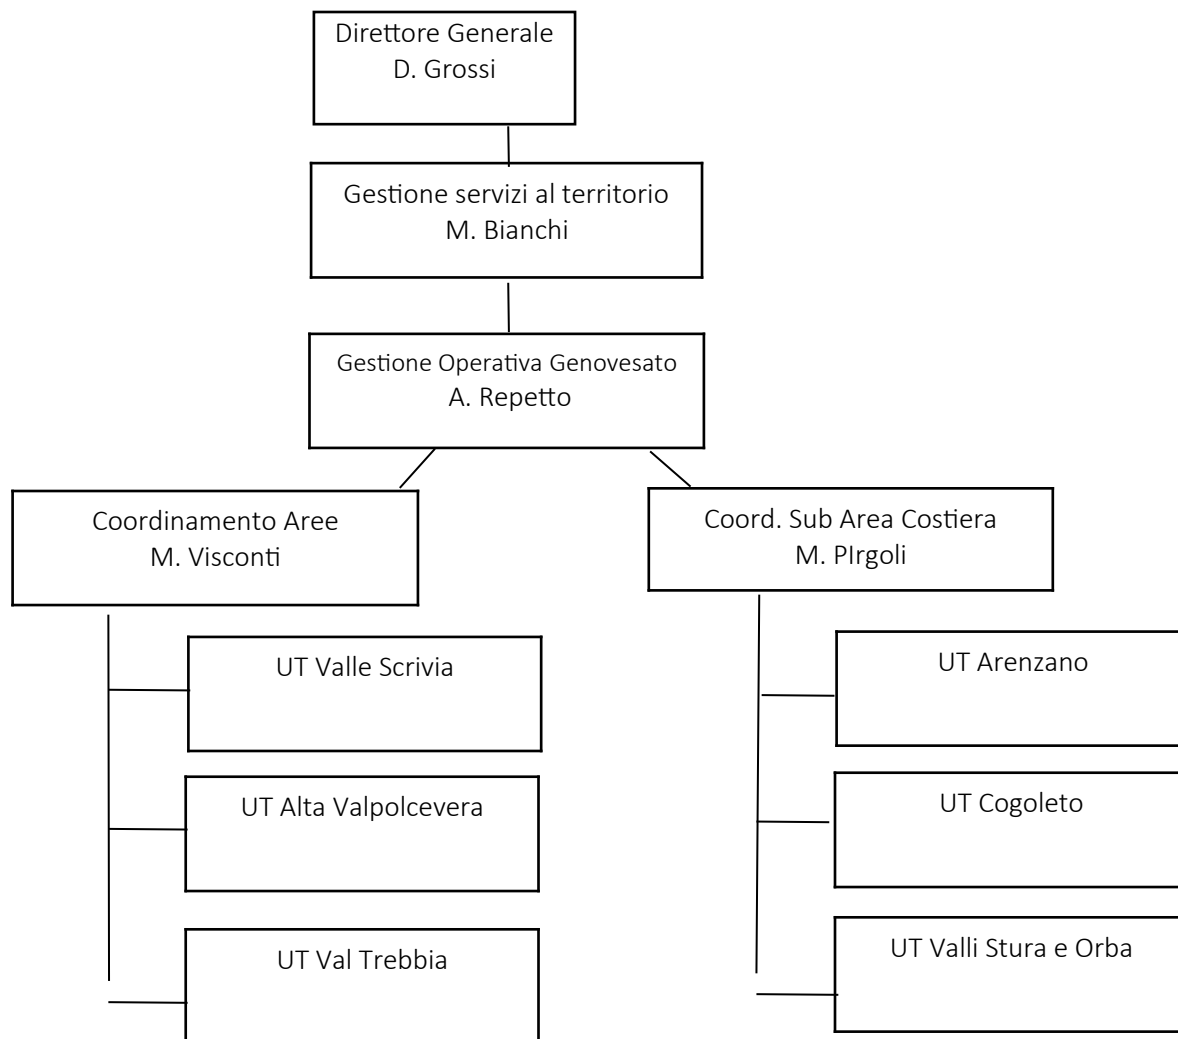 Direttore Generale
D. Grossi
Gestione servizi al territorio
M. Bianchi
Gestione Operativa Genovesato
A. Repetto
Coordinamento Aree
M. Visconti
Coord. Sub Area Costiera
M. PIrgoli
UT Valle Scrivia
UT Alta Valpolcevera
UT Val Trebbia
UT Arenzano
UT Cogoleto
UT Valli Stura e Orba